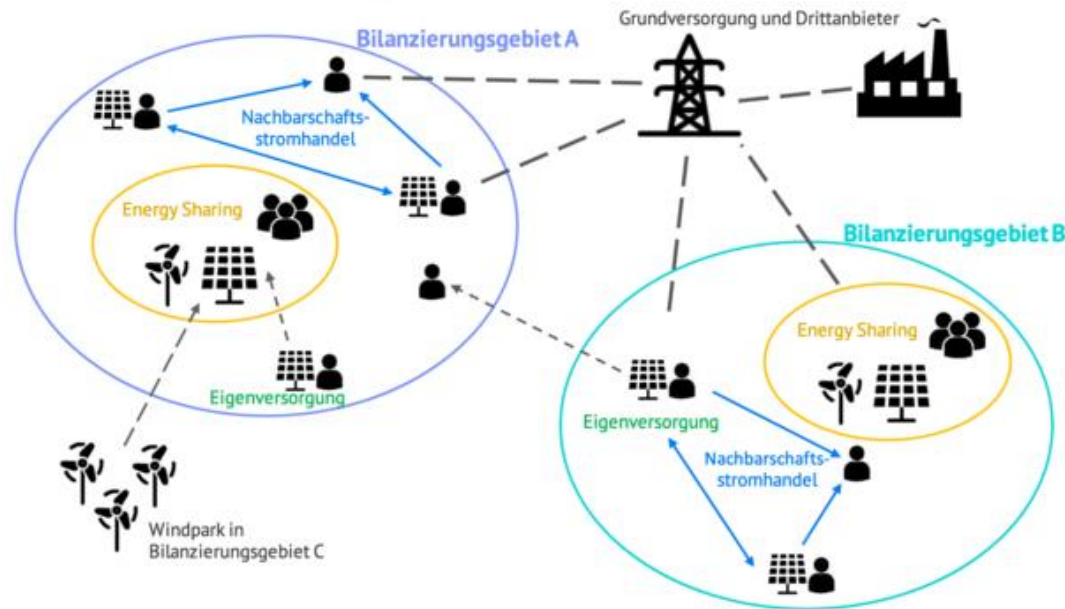 Grundversorgung und Drittanbieter
Bilanzierungsgebiet A
Nachbarschafts-
stromhandel
Energy Sharing
Eigenversorgung
Bilanzierungsgebiet B
Energy Sharing
Eigenversorgung
Nachbarschafts-
stromhandel
Windpark in
Bilanzierungsgebiet C